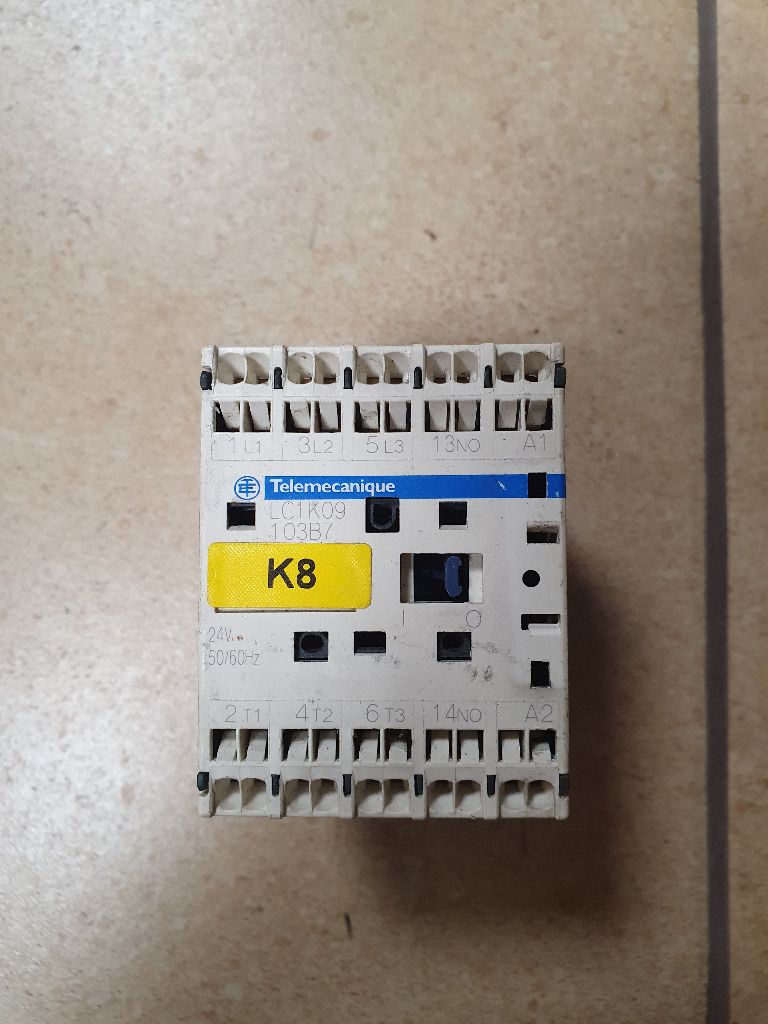 1 L1 3 L2 5 L3 13 NO A1
Telemecanique
LC1K09
103B7
K8
I O
24V
50/60Hz
2 T1 4 T2 6 T3 14 NO A2